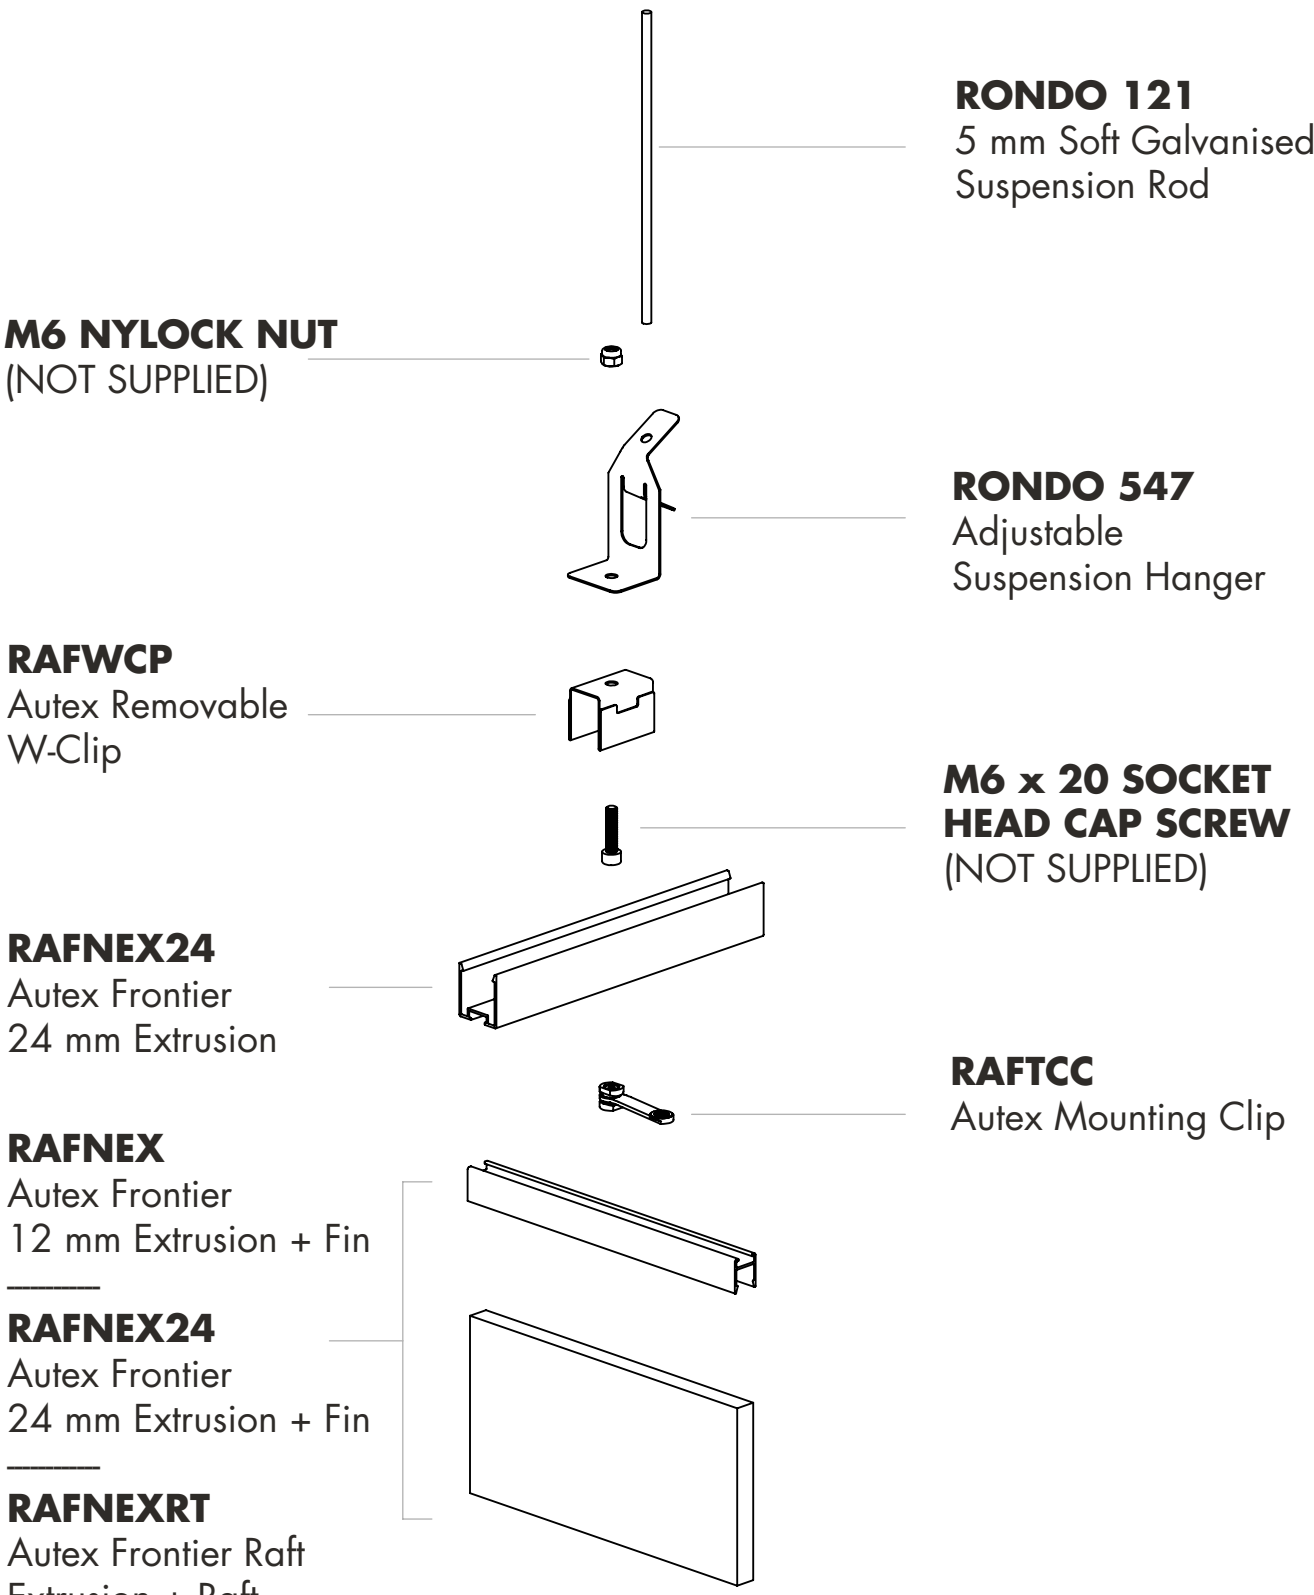 RONDO 121
5 mm Soft Galvanised
Suspension Rod
M6 NYLOCK NUT
(NOT SUPPLIED)
RONDO 547
Adjustable
Suspension Hanger
RAFWCP
Autex Removable
W-Clip
M6 x 20 SOCKET
HEAD CAP SCREW
(NOT SUPPLIED)
RAFNEX24
Autex Frontier
24 mm Extrusion
RAFTCC
Autex Mounting Clip
RAFNEX
Autex Frontier
12 mm Extrusion + Fin
RAFNEX24
Autex Frontier
24 mm Extrusion + Fin
RAFNEXRT
Autex Frontier Raft
Extrusion + Raft